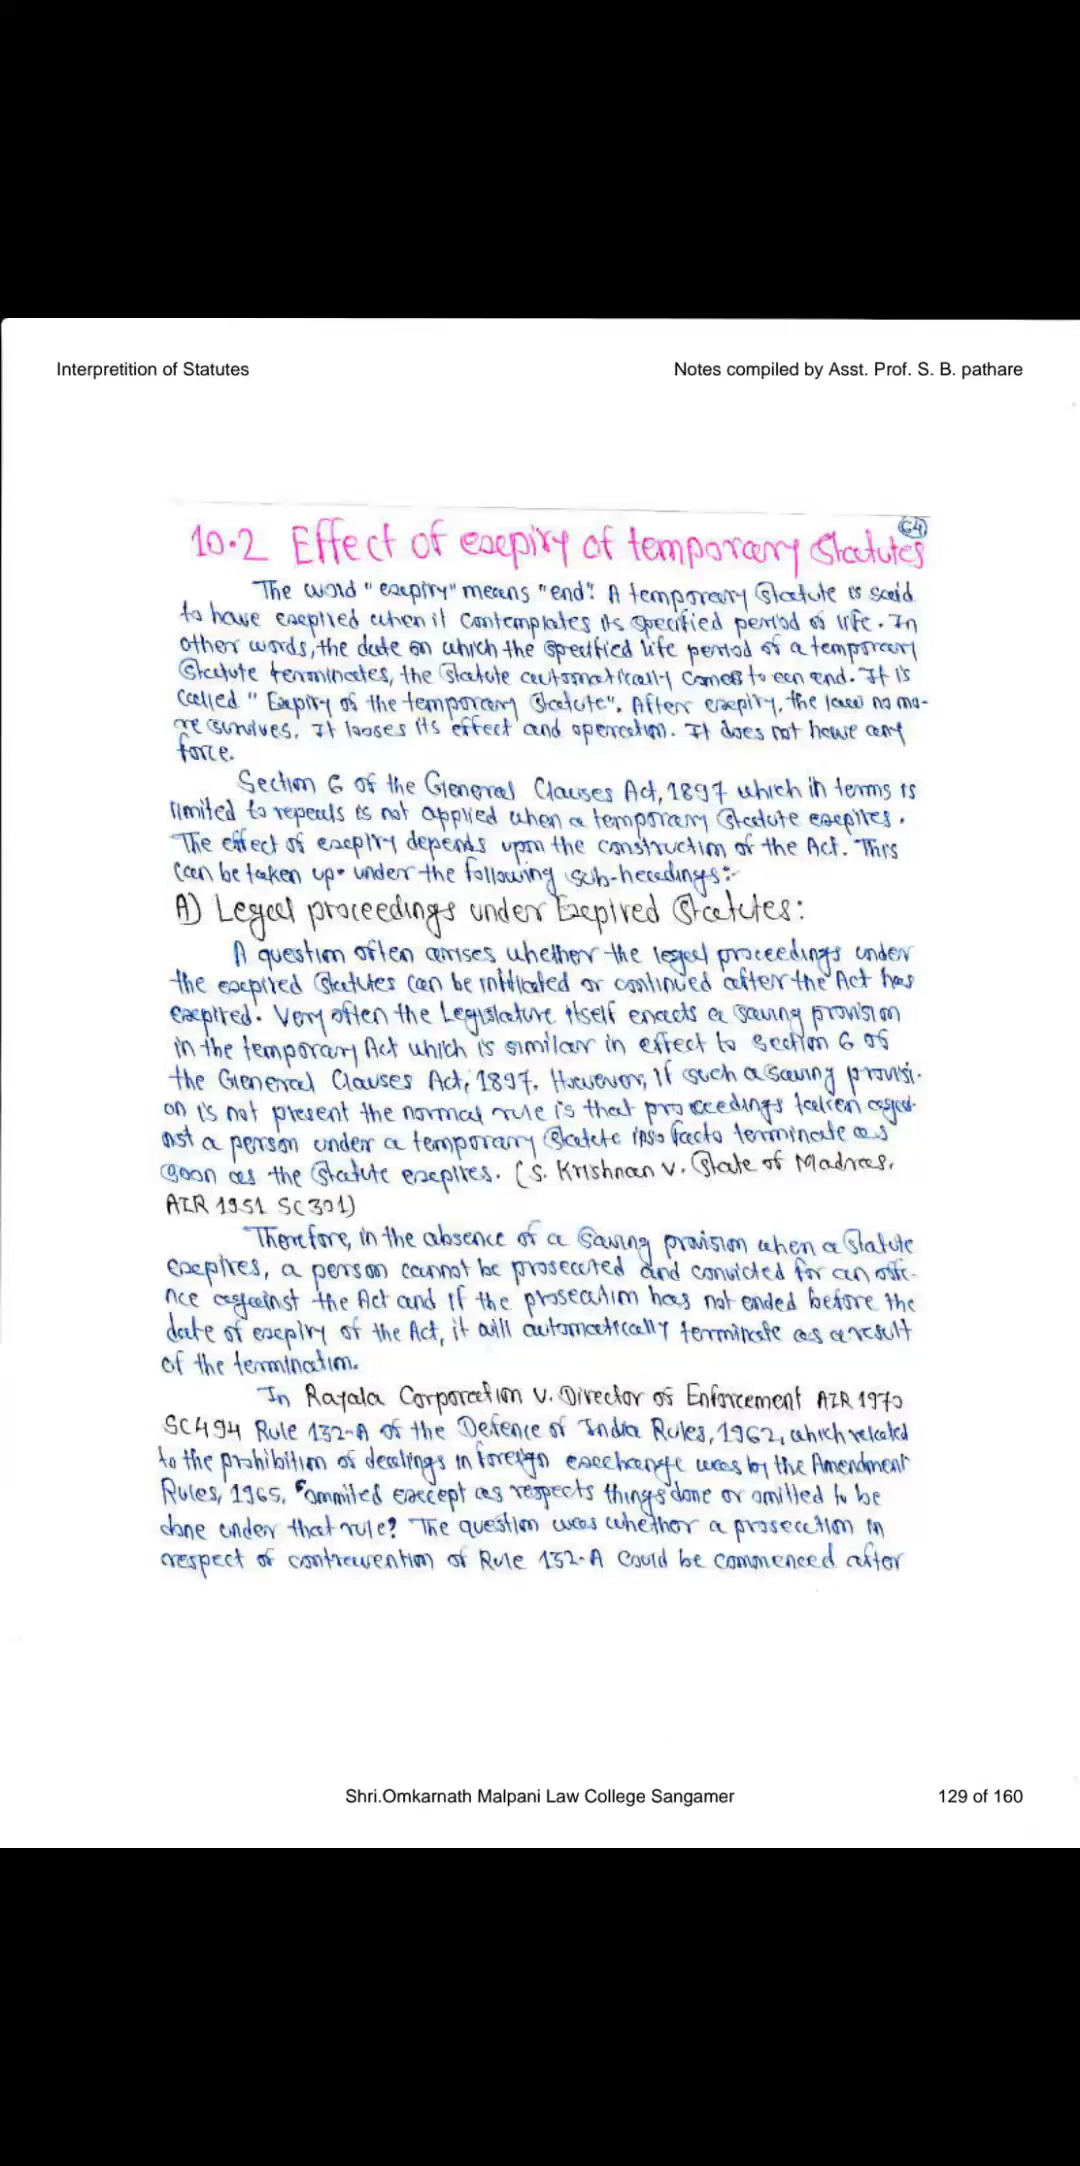 Interpretition of Statutes
Notes compiled by Asst. Prof. S. B. pathare
64
10.2 Effect of expiry of temporary Statutes
The word "expiry" means "end". A temporary Statute is said
to have expired when it contemplates its specified period of life. In
other words, the date on which the specified life period of a temporary
Statute terminates, the Statute automatically comes to an end. It is
called "Expiry of the temporary Statute". After expiry, the law no mo-
re survives. It looses its effect and operation. It does not have any
force.
Section 6 of the General Clauses Act, 1897 which in terms is
limited to repeals is not applied when a temporary Statute expires.
The effect of expiry depends upon the construction of the Act. This
can be taken up under the following sub-headings:-
A) Legal proceedings under Expired Statutes:
A question often arises whether the legal proceedings under
the expired Statutes can be initiated or continued after the Act has
expired. Very often the Legislature itself enacts a saving provision
in the temporary Act which is similar in effect to Section 6 of
the General Clauses Act, 1897. However, if such a saving provisi-
on is not present the normal rule is that proceedings taken agai-
nst a person under a temporary Statute ipso facto terminate as
soon as the Statute expires. (S. Krishnan v. State of Madras,
AIR 1951 SC 301)
Therefore, in the absence of a Saving provision when a Statute
expires, a person cannot be prosecuted and convicted for an offe-
nce against the Act and if the prosecution has not ended before the
date of expiry of the Act, it will automatically terminate as a result
of the termination.
In Rayala Corporation v. Director of Enforcement AIR 1970
SC 494 Rule 132-A of the Defence of India Rules, 1962, which related
to the prohibition of dealings in foreign exchange was by the Amendment
Rules, 1965, "ommited except as respects things done or omitted to be
done under that rule? The question was whether a prosecution in
respect of contravention of Rule 132-A could be commenced after
Shri.Omkarnath Malpani Law College Sangamer
129 of 160